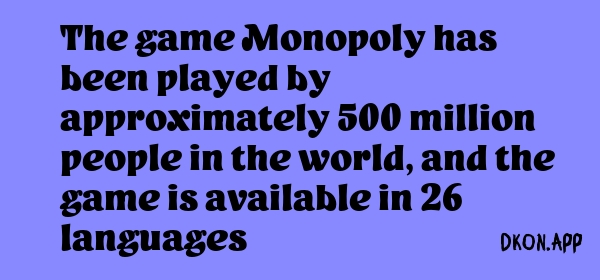 The game Monopoly has
been played by
approximately 500 million
people in the world, and the
game is available in 26
languages
DKON.APP